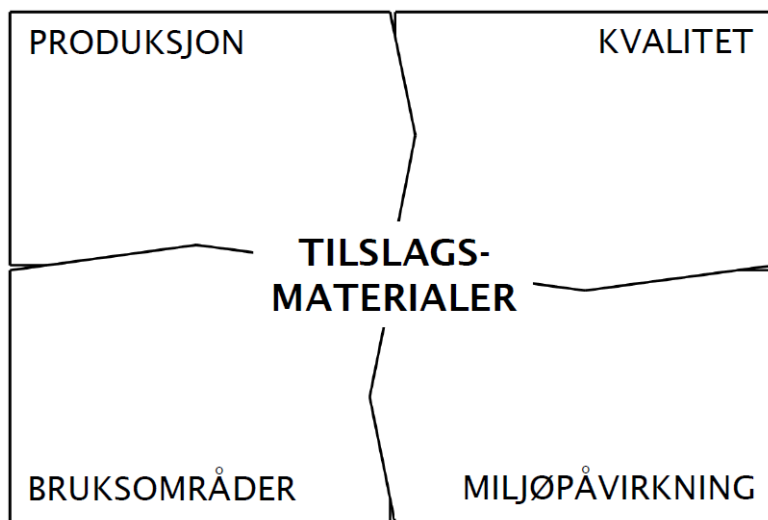 PRODUKSJON
KVALITET
TILSLAGS-
MATERIALER
BRUKSOMRÅDER
MILJØPÅVIRKNING